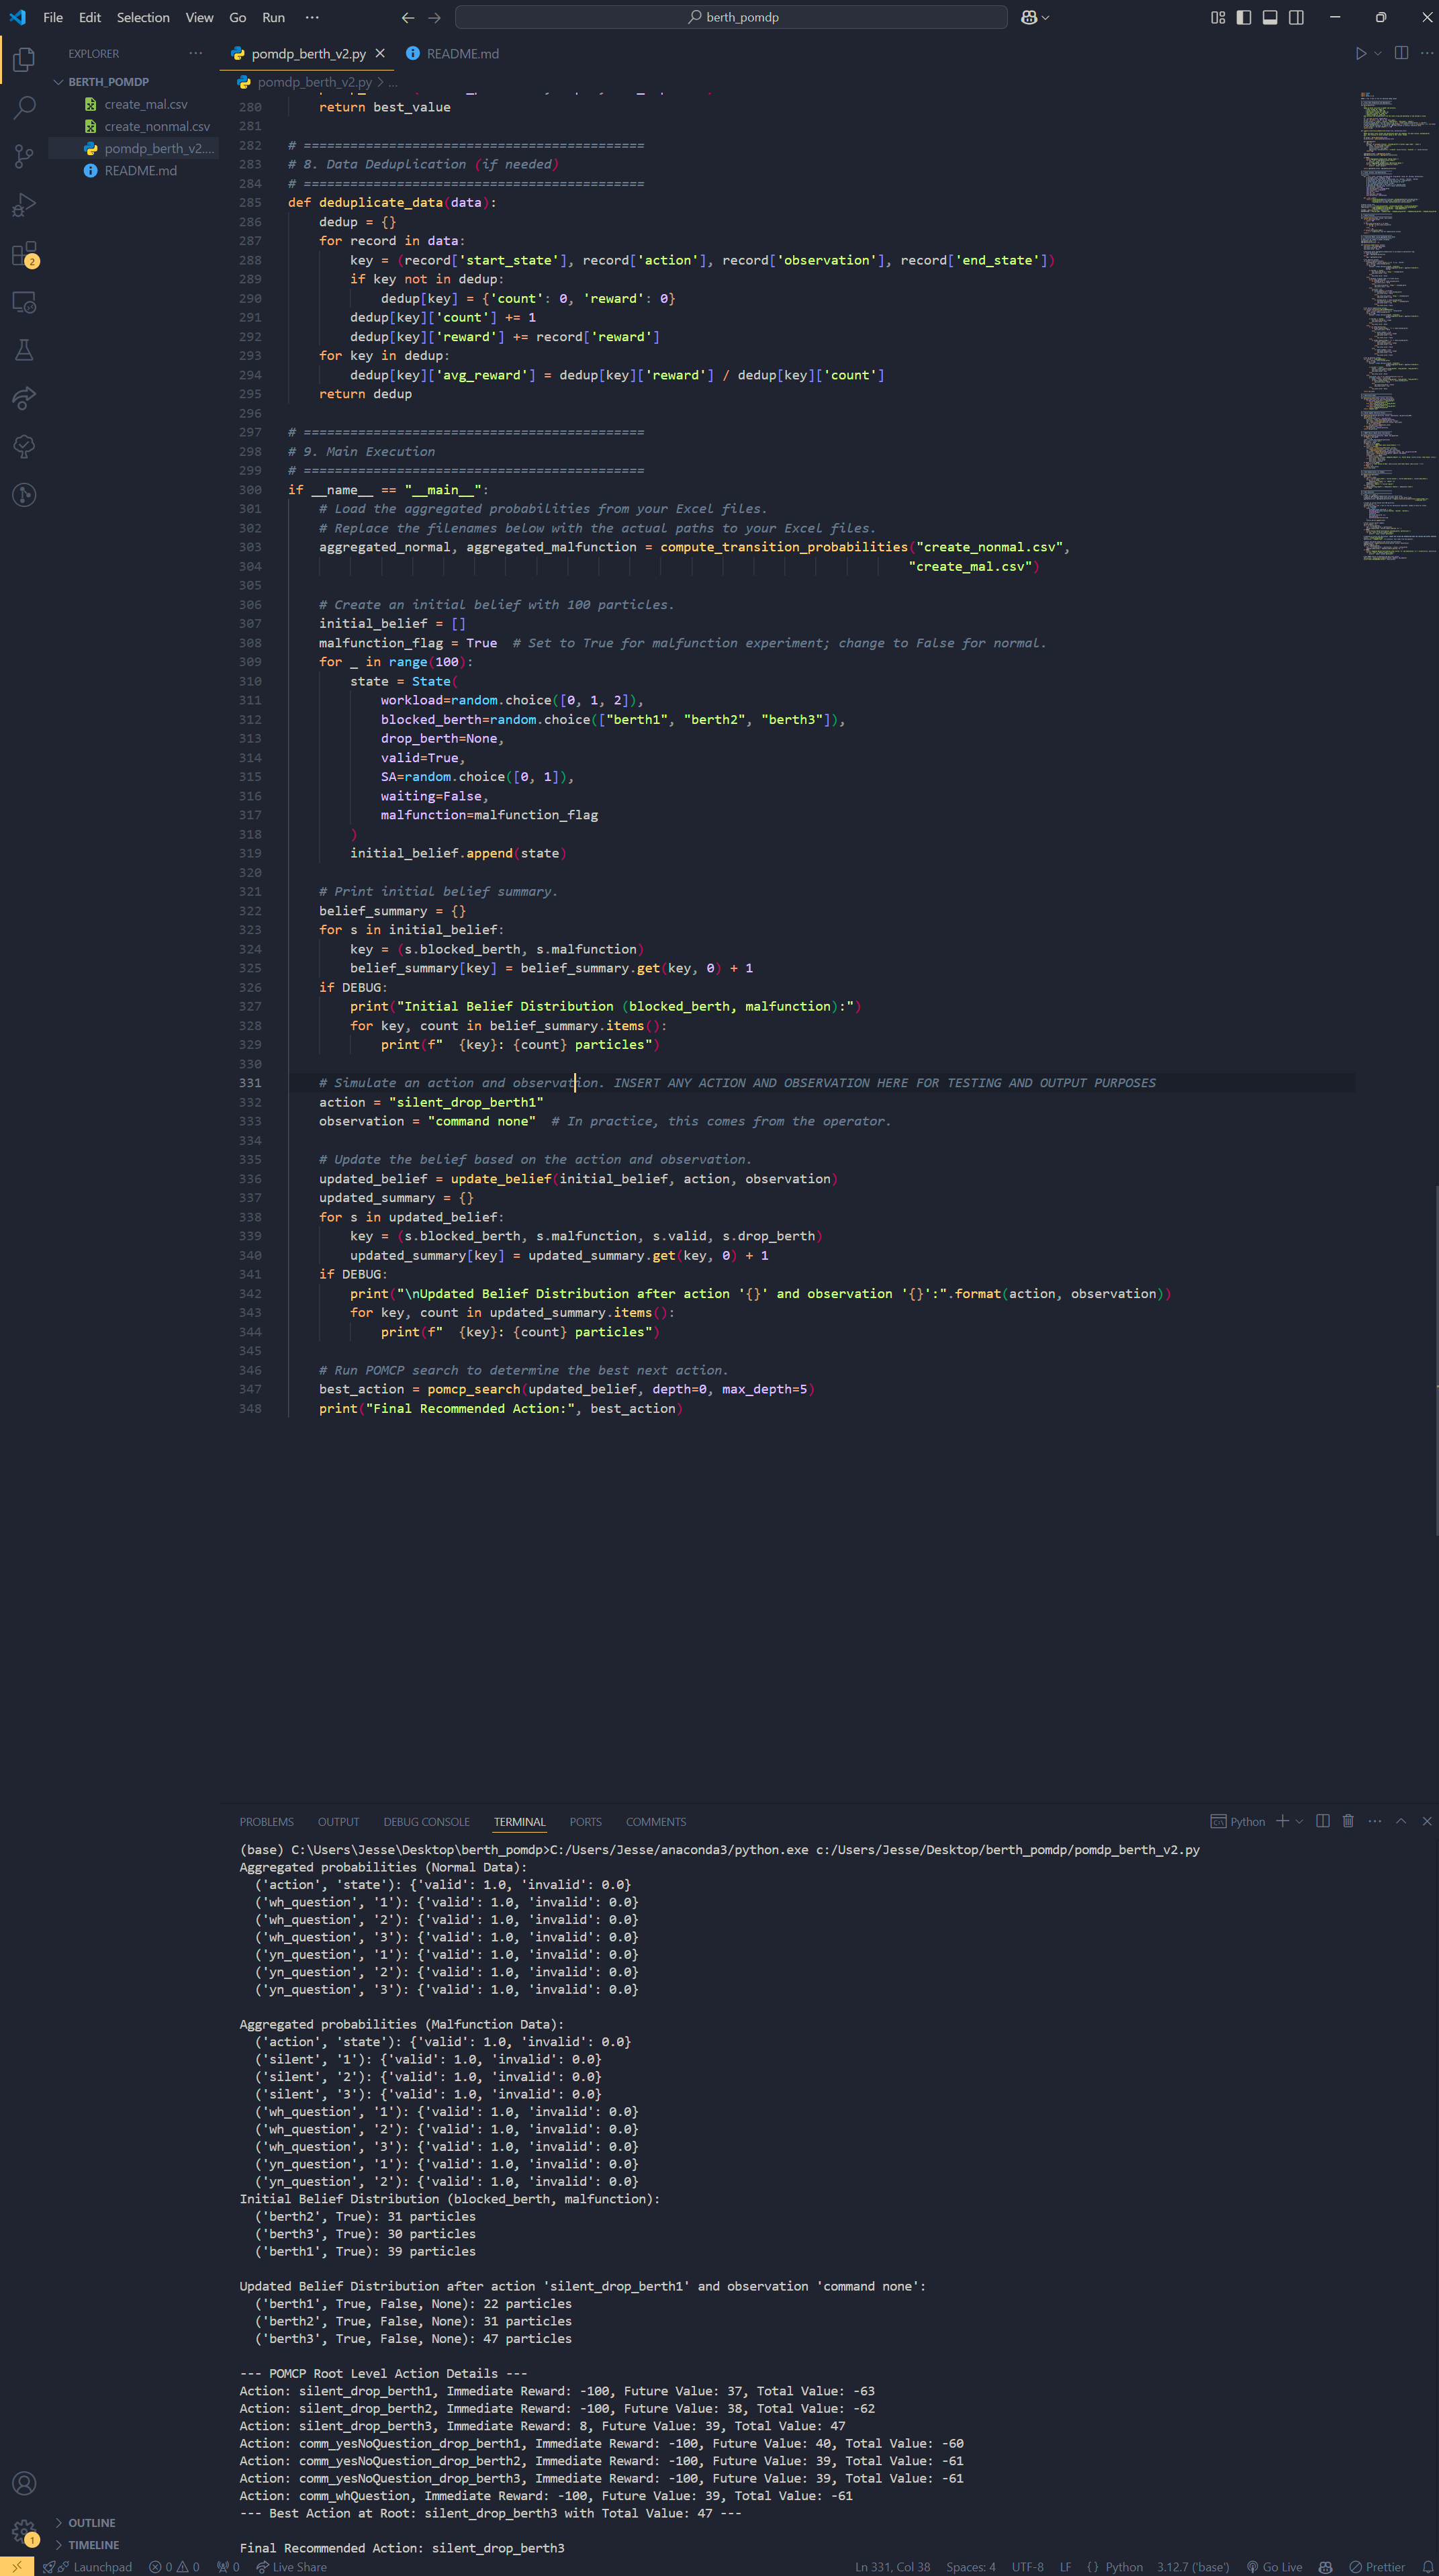 File Edit Selection View Go Run ··· berth_pomdp
EXPLORER ···
BERTH_POMDP
create_mal.csv
create_nonmal.csv
pomdp_berth_v2....
README.md
pomdp_berth_v2.py README.md
pomdp_berth_v2.py > ...
280 return best_value
281
282 # ============================================
283 # 8. Data Deduplication (if needed)
284 # ============================================
285 def deduplicate_data(data):
286 dedup = {}
287 for record in data:
288 key = (record['start_state'], record['action'], record['observation'], record['end_state'])
289 if key not in dedup:
290 dedup[key] = {'count': 0, 'reward': 0}
291 dedup[key]['count'] += 1
292 dedup[key]['reward'] += record['reward']
293 for key in dedup:
294 dedup[key]['avg_reward'] = dedup[key]['reward'] / dedup[key]['count']
295 return dedup
296
297 # ============================================
298 # 9. Main Execution
299 # ============================================
300 if __name__ == "__main__":
301 # Load the aggregated probabilities from your Excel files.
302 # Replace the filenames below with the actual paths to your Excel files.
303 aggregated_normal, aggregated_malfunction = compute_transition_probabilities("create_nonmal.csv",
304 "create_mal.csv")
305
306 # Create an initial belief with 100 particles.
307 initial_belief = []
308 malfunction_flag = True # Set to True for malfunction experiment; change to False for normal.
309 for _ in range(100):
310 state = State(
311 workload=random.choice([0, 1, 2]),
312 blocked_berth=random.choice(["berth1", "berth2", "berth3"]),
313 drop_berth=None,
314 valid=True,
315 SA=random.choice([0, 1]),
316 waiting=False,
317 malfunction=malfunction_flag
318 )
319 initial_belief.append(state)
320
321 # Print initial belief summary.
322 belief_summary = {}
323 for s in initial_belief:
324 key = (s.blocked_berth, s.malfunction)
325 belief_summary[key] = belief_summary.get(key, 0) + 1
326 if DEBUG:
327 print("Initial Belief Distribution (blocked_berth, malfunction):")
328 for key, count in belief_summary.items():
329 print(f"  {key}: {count} particles")
330
331 # Simulate an action and observation. INSERT ANY ACTION AND OBSERVATION HERE FOR TESTING AND OUTPUT PURPOSES
332 action = "silent_drop_berth1"
333 observation = "command none" # In practice, this comes from the operator.
334
335 # Update the belief based on the action and observation.
336 updated_belief = update_belief(initial_belief, action, observation)
337 updated_summary = {}
338 for s in updated_belief:
339 key = (s.blocked_berth, s.malfunction, s.valid, s.drop_berth)
340 updated_summary[key] = updated_summary.get(key, 0) + 1
341 if DEBUG:
342 print("\nUpdated Belief Distribution after action '{}' and observation '{}':".format(action, observation))
343 for key, count in updated_summary.items():
344 print(f"  {key}: {count} particles")
345
346 # Run POMCP search to determine the best next action.
347 best_action = pomcp_search(updated_belief, depth=0, max_depth=5)
348 print("Final Recommended Action:", best_action)
PROBLEMS OUTPUT DEBUG CONSOLE TERMINAL PORTS COMMENTS Python
(base) C:\Users\Jesse\Desktop\berth_pomdp>C:/Users/Jesse/anaconda3/python.exe c:/Users/Jesse/Desktop/berth_pomdp/pomdp_berth_v2.py
Aggregated probabilities (Normal Data):
('action', 'state'): {'valid': 1.0, 'invalid': 0.0}
('wh_question', '1'): {'valid': 1.0, 'invalid': 0.0}
('wh_question', '2'): {'valid': 1.0, 'invalid': 0.0}
('wh_question', '3'): {'valid': 1.0, 'invalid': 0.0}
('yn_question', '1'): {'valid': 1.0, 'invalid': 0.0}
('yn_question', '2'): {'valid': 1.0, 'invalid': 0.0}
('yn_question', '3'): {'valid': 1.0, 'invalid': 0.0}
Aggregated probabilities (Malfunction Data):
('action', 'state'): {'valid': 1.0, 'invalid': 0.0}
('silent', '1'): {'valid': 1.0, 'invalid': 0.0}
('silent', '2'): {'valid': 1.0, 'invalid': 0.0}
('silent', '3'): {'valid': 1.0, 'invalid': 0.0}
('wh_question', '1'): {'valid': 1.0, 'invalid': 0.0}
('wh_question', '2'): {'valid': 1.0, 'invalid': 0.0}
('wh_question', '3'): {'valid': 1.0, 'invalid': 0.0}
('yn_question', '1'): {'valid': 1.0, 'invalid': 0.0}
('yn_question', '2'): {'valid': 1.0, 'invalid': 0.0}
Initial Belief Distribution (blocked_berth, malfunction):
('berth2', True): 31 particles
('berth3', True): 30 particles
('berth1', True): 39 particles
Updated Belief Distribution after action 'silent_drop_berth1' and observation 'command none':
('berth1', True, False, None): 22 particles
('berth2', True, False, None): 31 particles
('berth3', True, False, None): 47 particles
--- POMCP Root Level Action Details ---
Action: silent_drop_berth1, Immediate Reward: -100, Future Value: 37, Total Value: -63
Action: silent_drop_berth2, Immediate Reward: -100, Future Value: 38, Total Value: -62
Action: silent_drop_berth3, Immediate Reward: 8, Future Value: 39, Total Value: 47
Action: comm_yesNoQuestion_drop_berth1, Immediate Reward: -100, Future Value: 40, Total Value: -60
Action: comm_yesNoQuestion_drop_berth2, Immediate Reward: -100, Future Value: 39, Total Value: -61
Action: comm_yesNoQuestion_drop_berth3, Immediate Reward: -100, Future Value: 39, Total Value: -61
Action: comm_whQuestion, Immediate Reward: -100, Future Value: 39, Total Value: -61
--- Best Action at Root: silent_drop_berth3 with Total Value: 47 ---
Final Recommended Action: silent_drop_berth3
2
1
OUTLINE
TIMELINE
Launchpad 0 0 0 Live Share Ln 331, Col 38 Spaces: 4 UTF-8 LF {} Python 3.12.7 ('base') Go Live Prettier